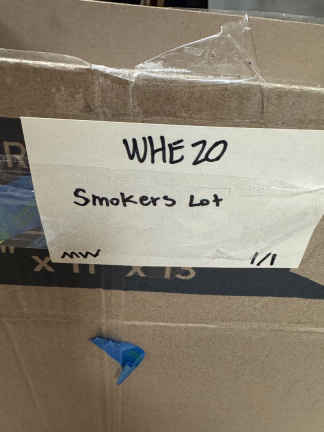 WHE 20
Smokers Lot
MW 1/1
" x 11" x 15